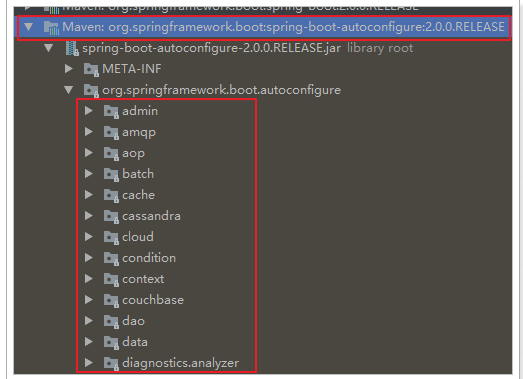 Maven: org.springframework.boot:spring-boot:2.0.0.RELEASE
Maven: org.springframework.boot:spring-boot-autoconfigure:2.0.0.RELEASE
spring-boot-autoconfigure-2.0.0.RELEASE.jar library root
META-INF
org.springframework.boot.autoconfigure
admin
amqp
aop
batch
cache
cassandra
cloud
condition
context
couchbase
dao
data
diagnostics.analyzer